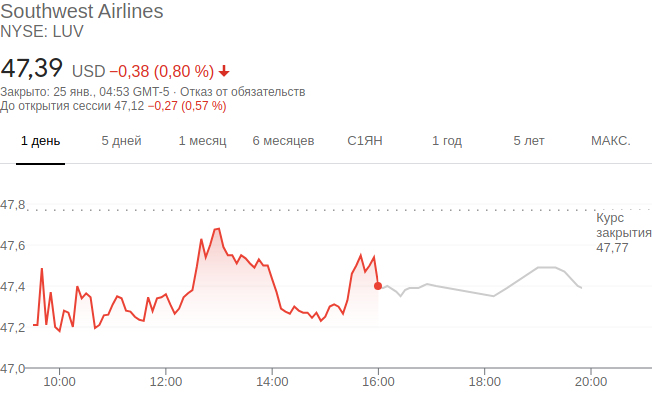 Southwest Airlines
NYSE: LUV
47,39 USD −0,38 (0,80 %)
Закрыто: 25 янв., 04:53 GMT-5 · Отказ от обязательств
До открытия сессии 47,12 −0,27 (0,57 %)
1 день 5 дней 1 месяц 6 месяцев С1ЯН 1 год 5 лет МАКС.
47,8
Курс
закрытия
47,77
47,6
47,4
47,2
47,0
10:00 12:00 14:00 16:00 18:00 20:00